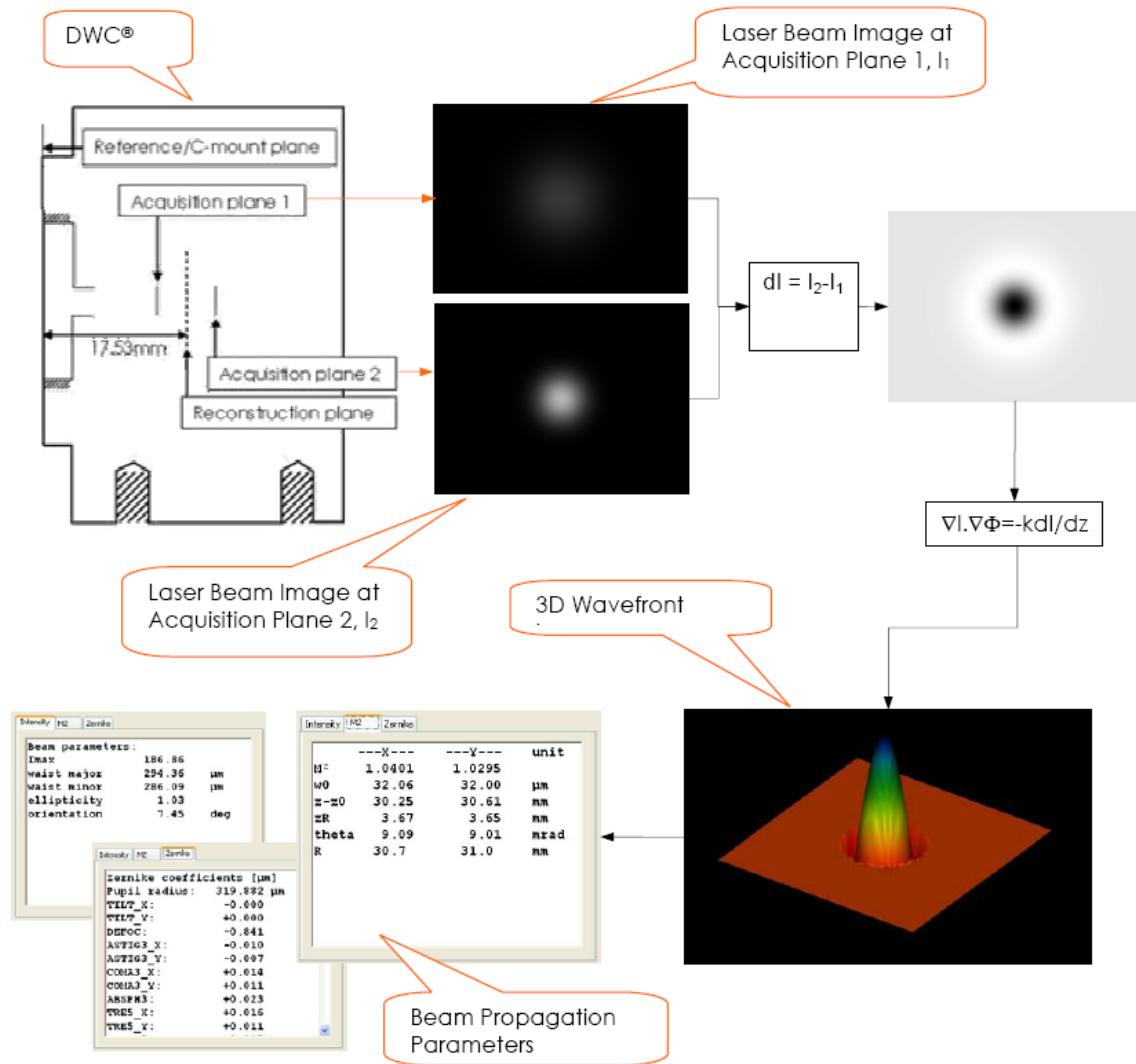 DWC®
Laser Beam Image at
Acquisition Plane 1, I₁
Reference/C-mount plane
Acquisition plane 1
17.53mm
Acquisition plane 2
Reconstruction plane
dI = I₂-I₁
∇I.∇Φ=-kdI/dz
Laser Beam Image at
Acquisition Plane 2, I₂
3D Wavefront
Intensity M2 Zernike
Beam parameters:
Imax 186.86
waist major 294.36 µm
waist minor 286.09 µm
ellipticity 1.03
orientation 7.45 deg
Intensity M2 Zernike
Zernike coefficients [µm]
Pupil radius: 319.882 µm
TILT_X: -0.000
TILT_Y: +0.000
DEFOC: -0.841
ASTIG3_X: -0.010
ASTIG3_Y: -0.007
COMA3_X: +0.014
COMA3_Y: +0.011
ABSPH3: +0.023
TRE5_X: +0.016
TRE5_Y: +0.011
Intensity M2 Zernike
---X--- ---Y--- unit
M² 1.0401 1.0295
w0 32.06 32.00 µm
z-z0 30.25 30.61 mm
zR 3.67 3.65 mm
theta 9.09 9.01 mrad
R 30.7 31.0 mm
Beam Propagation
Parameters